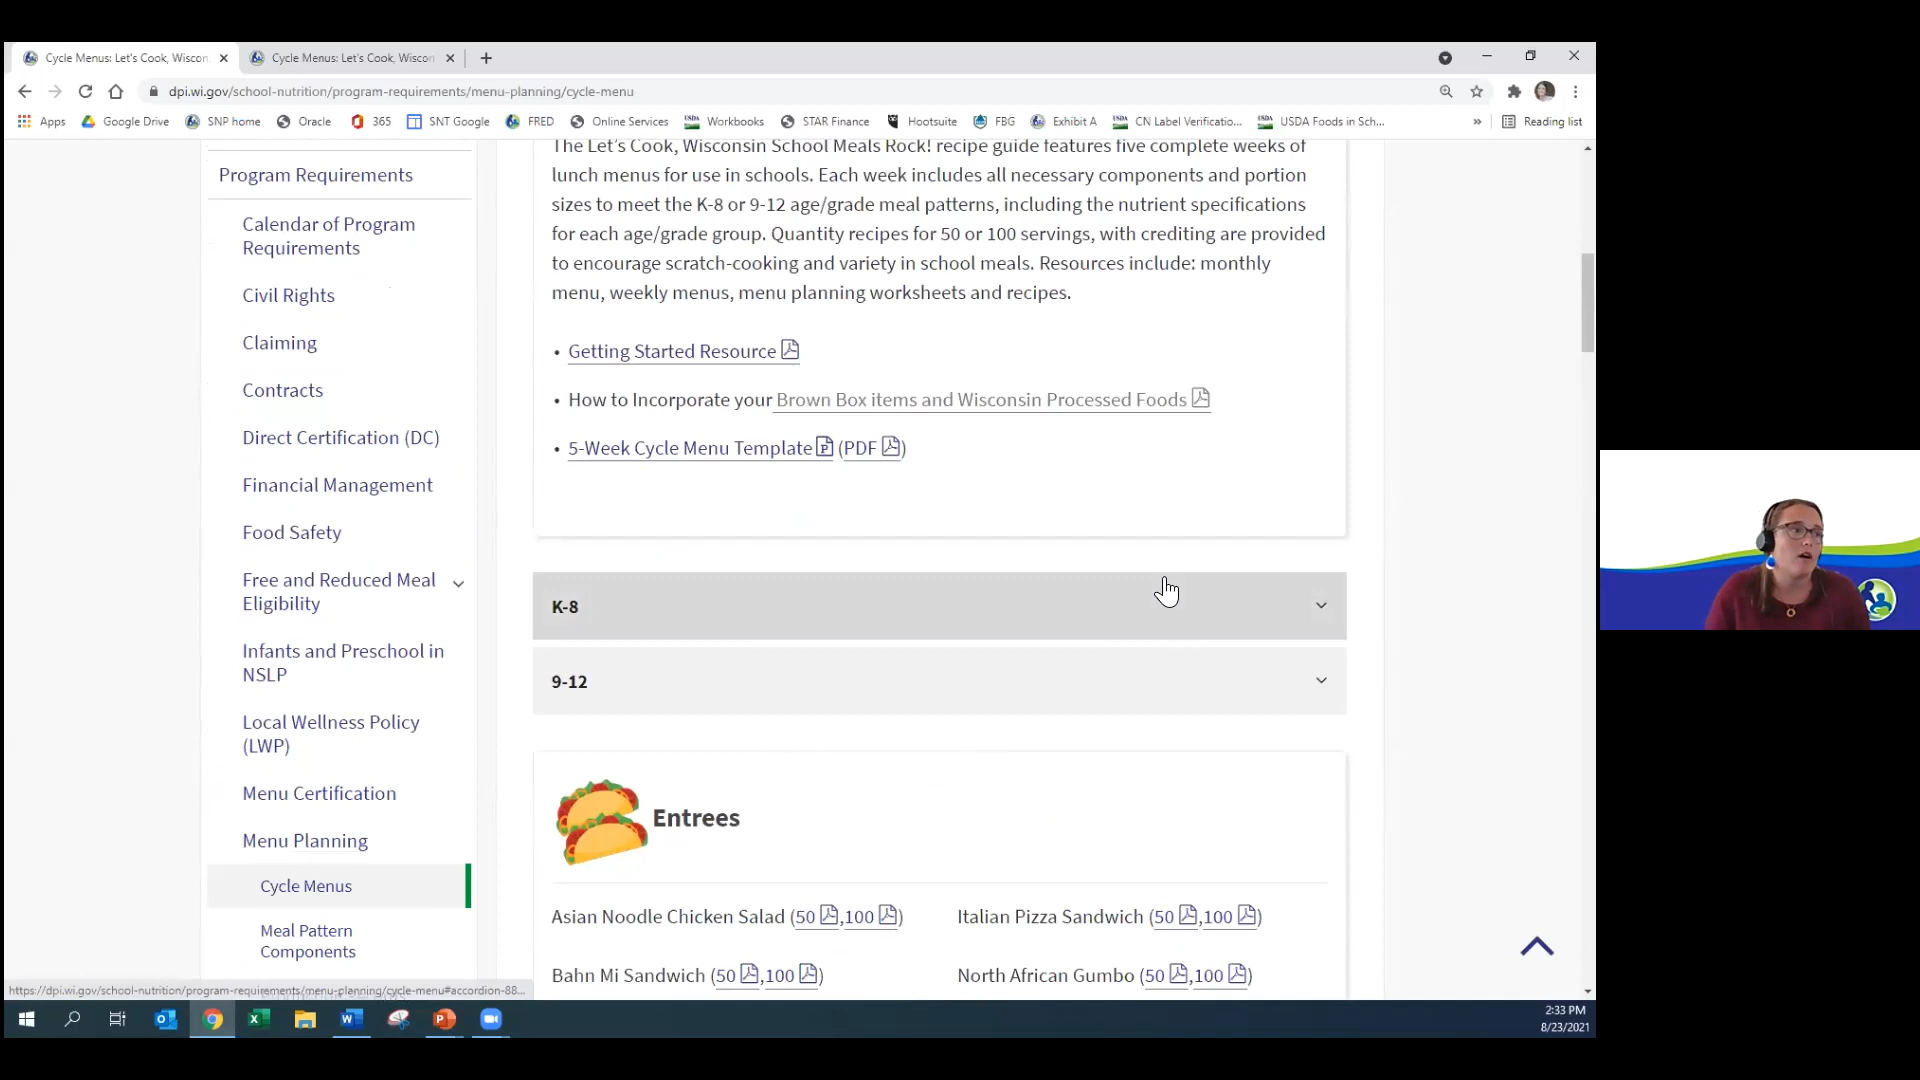 Cycle Menus: Let's Cook, Wiscon
Cycle Menus: Let's Cook, Wiscon
dpi.wi.gov/school-nutrition/program-requirements/menu-planning/cycle-menu
Apps Google Drive SNP home Oracle 365 SNT Google FRED Online Services Workbooks STAR Finance Hootsuite FBG Exhibit A CN Label Verificatio... USDA Foods in Sch... » Reading list
Program Requirements
Calendar of Program
Requirements
Civil Rights
Claiming
Contracts
Direct Certification (DC)
Financial Management
Food Safety
Free and Reduced Meal
Eligibility
Infants and Preschool in
NSLP
Local Wellness Policy
(LWP)
Menu Certification
Menu Planning
Cycle Menus
Meal Pattern
Components
The Let's Cook, Wisconsin School Meals Rock! recipe guide features five complete weeks of
lunch menus for use in schools. Each week includes all necessary components and portion
sizes to meet the K-8 or 9-12 age/grade meal patterns, including the nutrient specifications
for each age/grade group. Quantity recipes for 50 or 100 servings, with crediting are provided
to encourage scratch-cooking and variety in school meals. Resources include: monthly
menu, weekly menus, menu planning worksheets and recipes.
• Getting Started Resource
• How to Incorporate your Brown Box items and Wisconsin Processed Foods
• 5-Week Cycle Menu Template (PDF)
K-8
9-12
Entrees
Asian Noodle Chicken Salad (50,100)
Italian Pizza Sandwich (50,100)
Bahn Mi Sandwich (50,100)
North African Gumbo (50,100)
https://dpi.wi.gov/school-nutrition/program-requirements/menu-planning/cycle-menu#accordion-88...
2:33 PM
8/23/2021